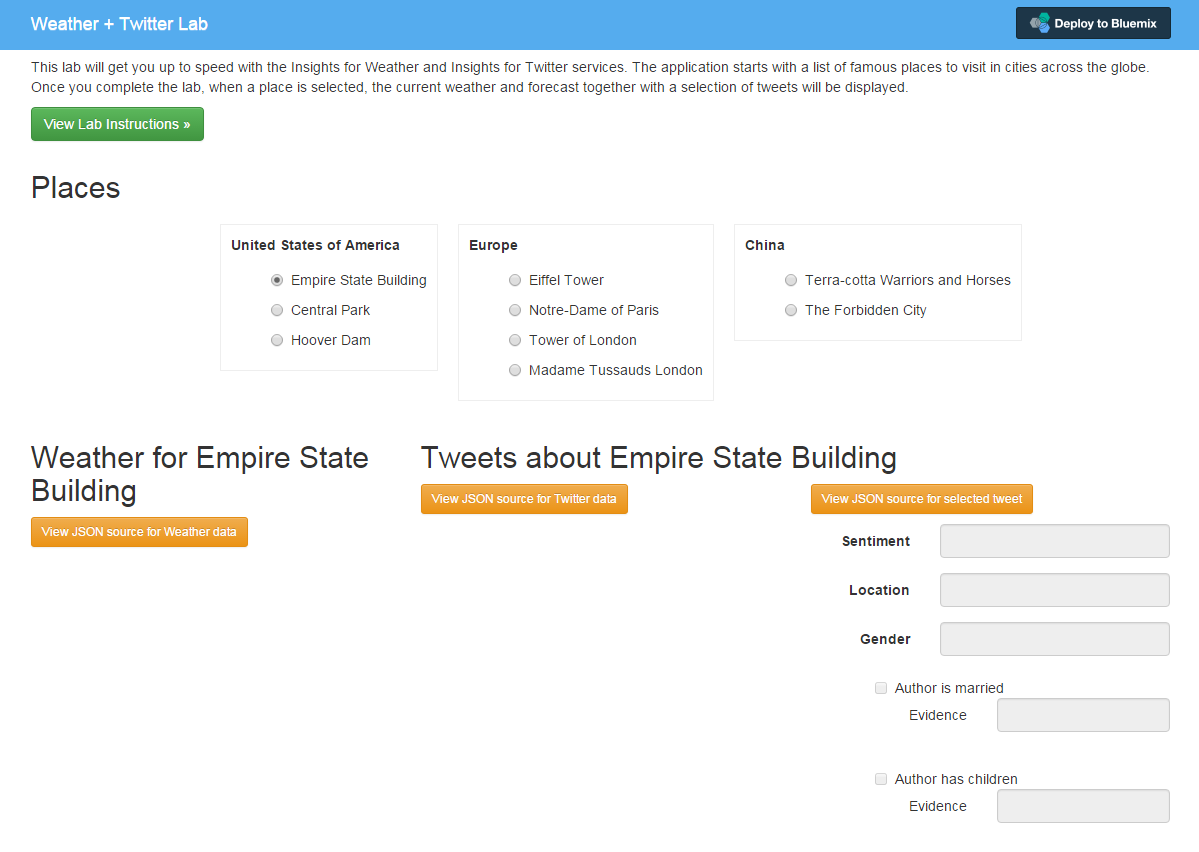 Weather + Twitter Lab
Deploy to Bluemix
This lab will get you up to speed with the Insights for Weather and Insights for Twitter services. The application starts with a list of famous places to visit in cities across the globe.
Once you complete the lab, when a place is selected, the current weather and forecast together with a selection of tweets will be displayed.
View Lab Instructions »
Places
United States of America
Empire State Building
Central Park
Hoover Dam
Europe
Eiffel Tower
Notre-Dame of Paris
Tower of London
Madame Tussauds London
China
Terra-cotta Warriors and Horses
The Forbidden City
Weather for Empire State
Building
View JSON source for Weather data
Tweets about Empire State Building
View JSON source for Twitter data
View JSON source for selected tweet
Sentiment
Location
Gender
Author is married
Evidence
Author has children
Evidence